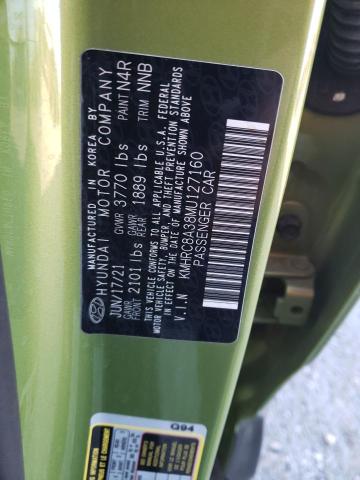 MANUFACTURED IN KOREA BY
HYUNDAI MOTOR COMPANY
JUN/17/21 GVWR 3770 lbs PAINT N4R
GAWR FRONT 2101 lbs GAWR REAR 1889 lbs TRIM NNB
THIS VEHICLE CONFORMS TO ALL APPLICABLE U.S.A. FEDERAL
MOTOR VEHICLE SAFETY, BUMPER, AND THEFT PREVENTION STANDARDS
IN EFFECT ON THE DATE OF MANUFACTURE SHOWN ABOVE.
V.I.N KMHRC8A38MU127160
PASSENGER CAR
Q94